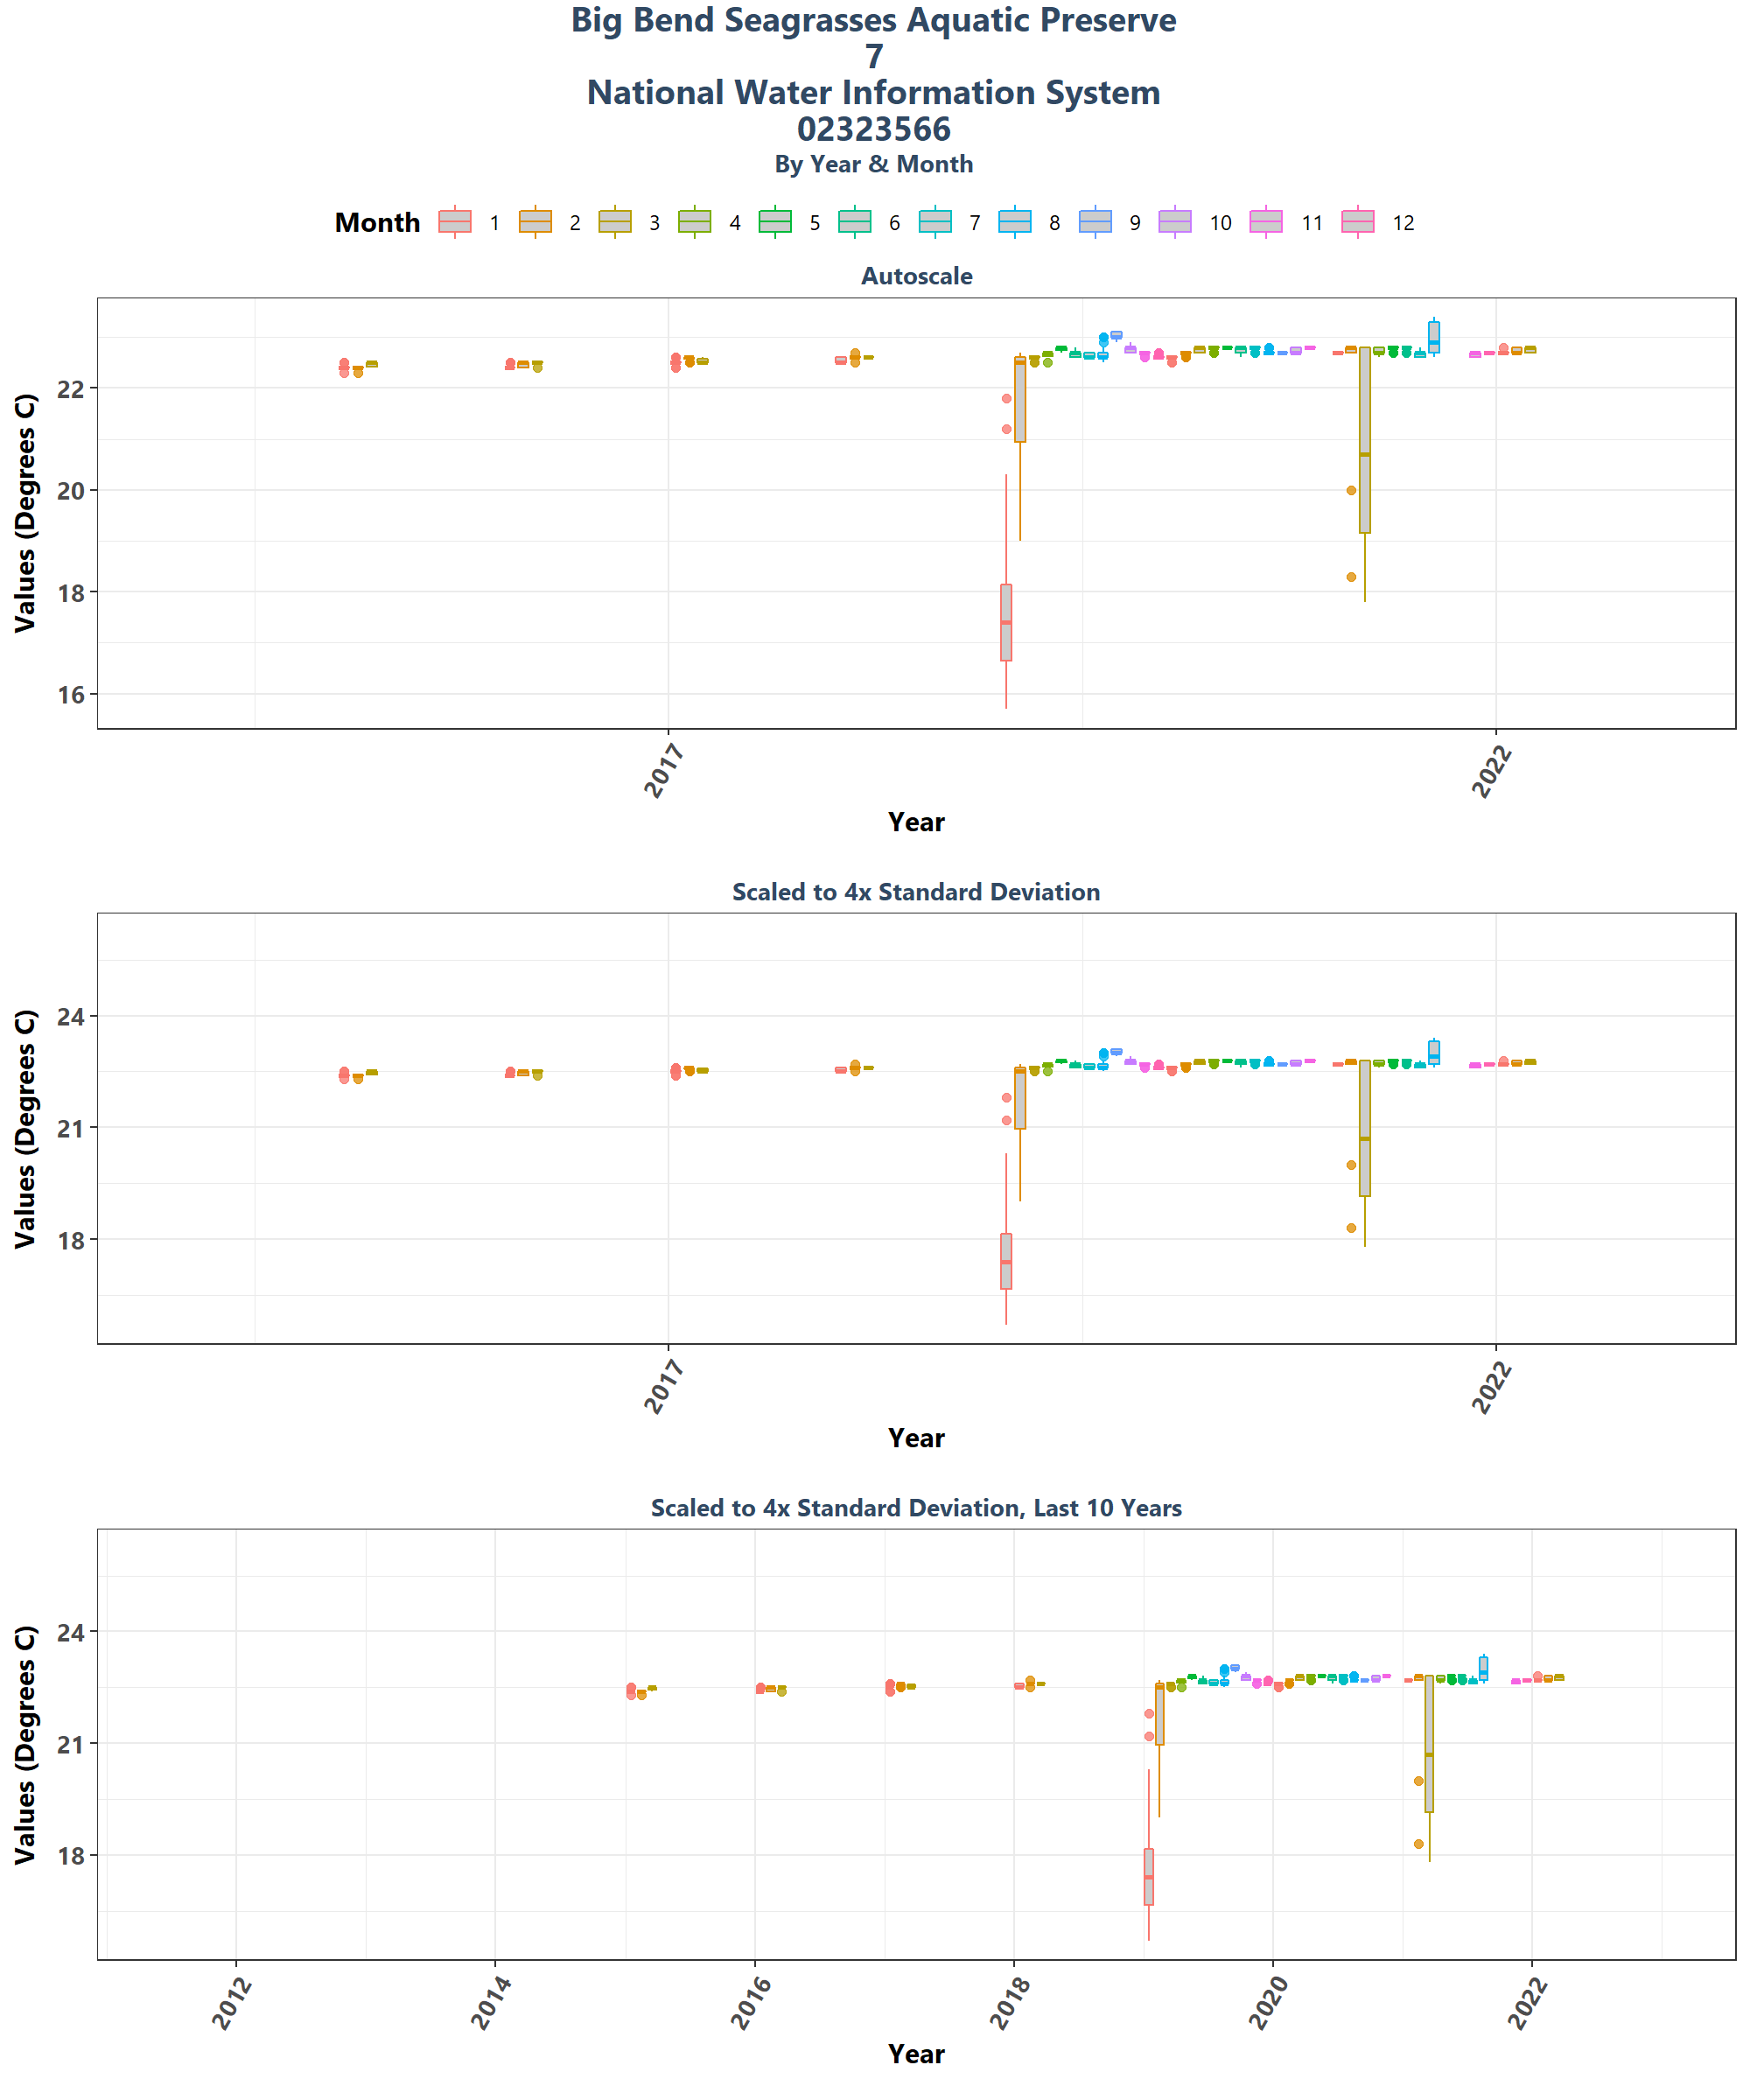 Big Bend Seagrasses Aquatic Preserve
7
National Water Information System
02323566
By Year & Month
Month 1 2 3 4 5 6 7 8 9 10 11 12
Autoscale
Values (Degrees C)
22
20
18
16
2017 2022
Year
Scaled to 4x Standard Deviation
Values (Degrees C)
24
21
18
2017 2022
Year
Scaled to 4x Standard Deviation, Last 10 Years
Values (Degrees C)
24
21
18
2012 2014 2016 2018 2020 2022
Year